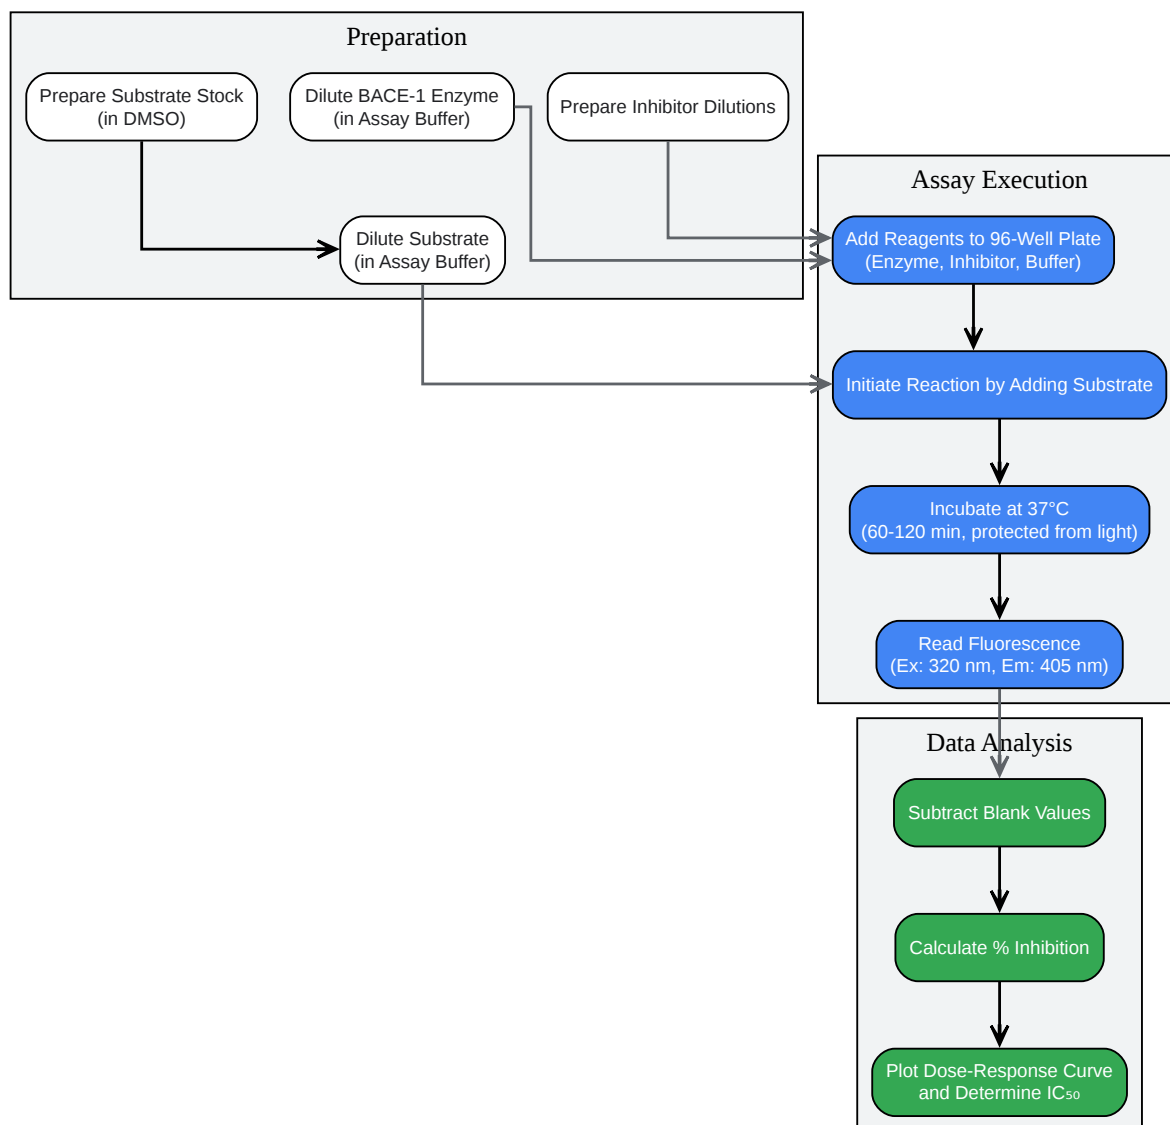 Preparation
Prepare Substrate Stock
(in DMSO)
Dilute BACE-1 Enzyme
(in Assay Buffer)
Prepare Inhibitor Dilutions
Dilute Substrate
(in Assay Buffer)
Assay Execution
Add Reagents to 96-Well Plate
(Enzyme, Inhibitor, Buffer)
Initiate Reaction by Adding Substrate
Incubate at 37°C
(60-120 min, protected from light)
Read Fluorescence
(Ex: 320 nm, Em: 405 nm)
Data Analysis
Subtract Blank Values
Calculate % Inhibition
Plot Dose-Response Curve
and Determine IC₅₀